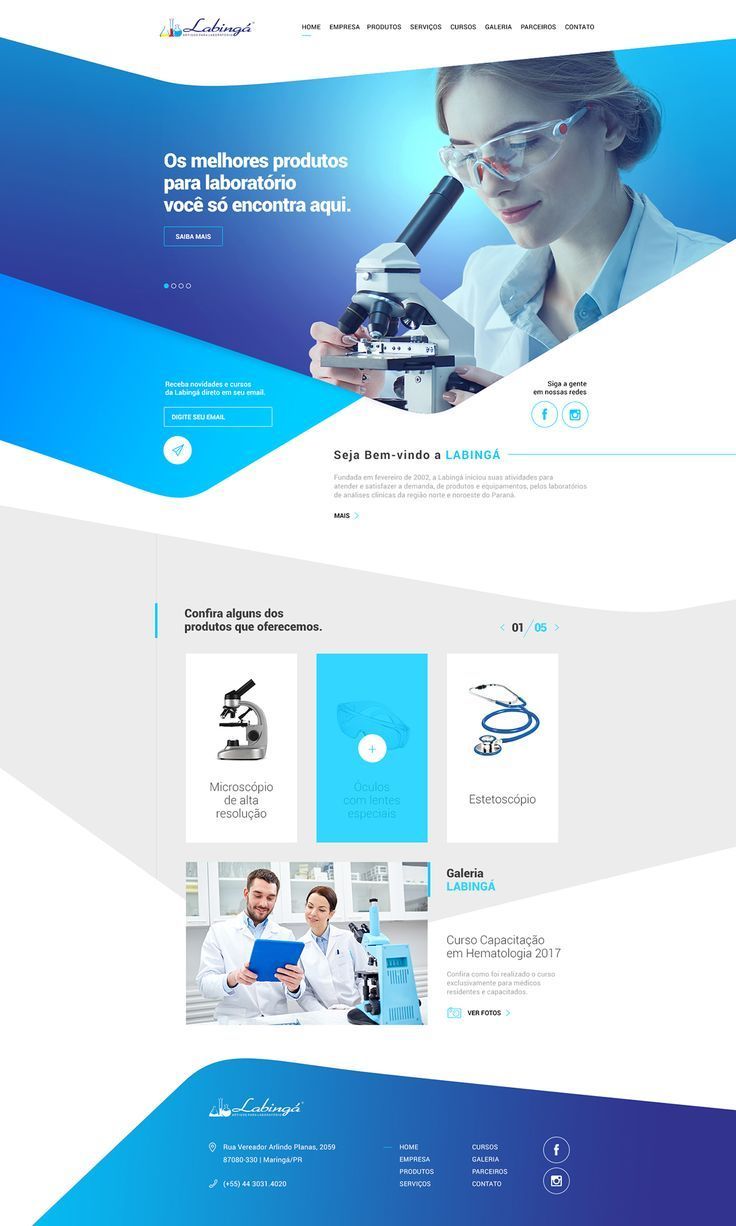 Labingá®
ARTIGOS PARA LABORATÓRIO
HOME EMPRESA PRODUTOS SERVIÇOS CURSOS GALERIA PARCEIROS CONTATO
Os melhores produtos
para laboratório
você só encontra aqui.
SAIBA MAIS
Receba novidades e cursos
da Labingá direto em seu email.
DIGITE SEU EMAIL
Siga a gente
em nossas redes
Seja Bem-vindo a LABINGÁ
Fundada em fevereiro de 2002, a Labingá iniciou suas atividades para
atender e satisfazer a demanda, de produtos e equipamentos, pelos laboratórios
de análises clínicas da região norte e noroeste do Paraná.
MAIS
Confira alguns dos
produtos que oferecemos.
01/05
Microscópio
de alta
resolução
Óculos
com lentes
especiais
Estetoscópio
Galeria
LABINGÁ
Curso Capacitação
em Hematologia 2017
Confira como foi realizado o curso
exclusivamente para médicos
residentes e capacitados.
VER FOTOS
Labingá®
ARTIGOS PARA LABORATÓRIO
Rua Vereador Arlindo Planas, 2059
87080-330 | Maringá/PR
(+55) 44 3031.4020
HOME
EMPRESA
PRODUTOS
SERVIÇOS
CURSOS
GALERIA
PARCEIROS
CONTATO